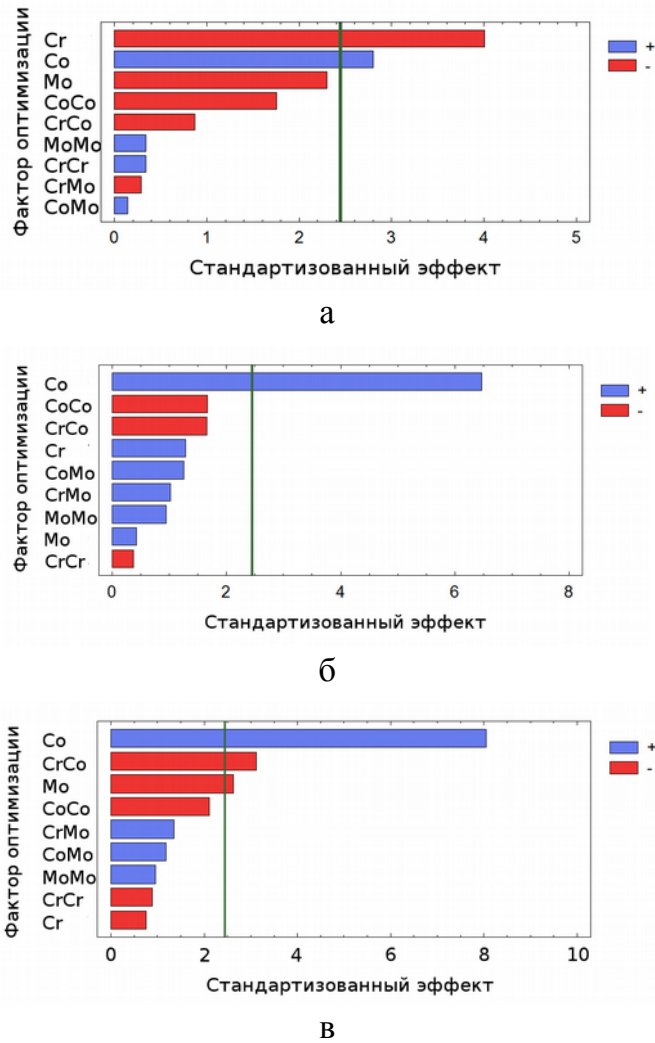 Фактор оптимизации
Cr
Co
Mo
CoCo
CrCo
MoMo
CrCr
CrMo
CoMo
+
-
0 1 2 3 4 5
Стандартизованный эффект
а
Фактор оптимизации
Co
CoCo
CrCo
Cr
CoMo
CrMo
MoMo
Mo
CrCr
+
-
0 2 4 6 8
Стандартизованный эффект
б
Фактор оптимизации
Co
CrCo
Mo
CoCo
CrMo
CoMo
MoMo
CrCr
Cr
+
-
0 2 4 6 8 10
Стандартизованный эффект
в